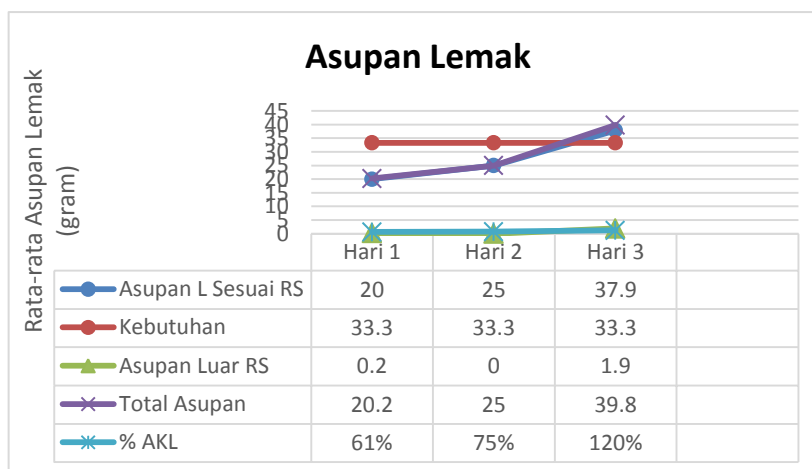 Asupan Lemak
Rata-rata Asupan Lemak
(gram)
45
40
35
30
25
20
15
10
5
0
Hari 1 Hari 2 Hari 3
Asupan L Sesuai RS 20 25 37.9
Kebutuhan 33.3 33.3 33.3
Asupan Luar RS 0.2 0 1.9
Total Asupan 20.2 25 39.8
% AKL 61% 75% 120%